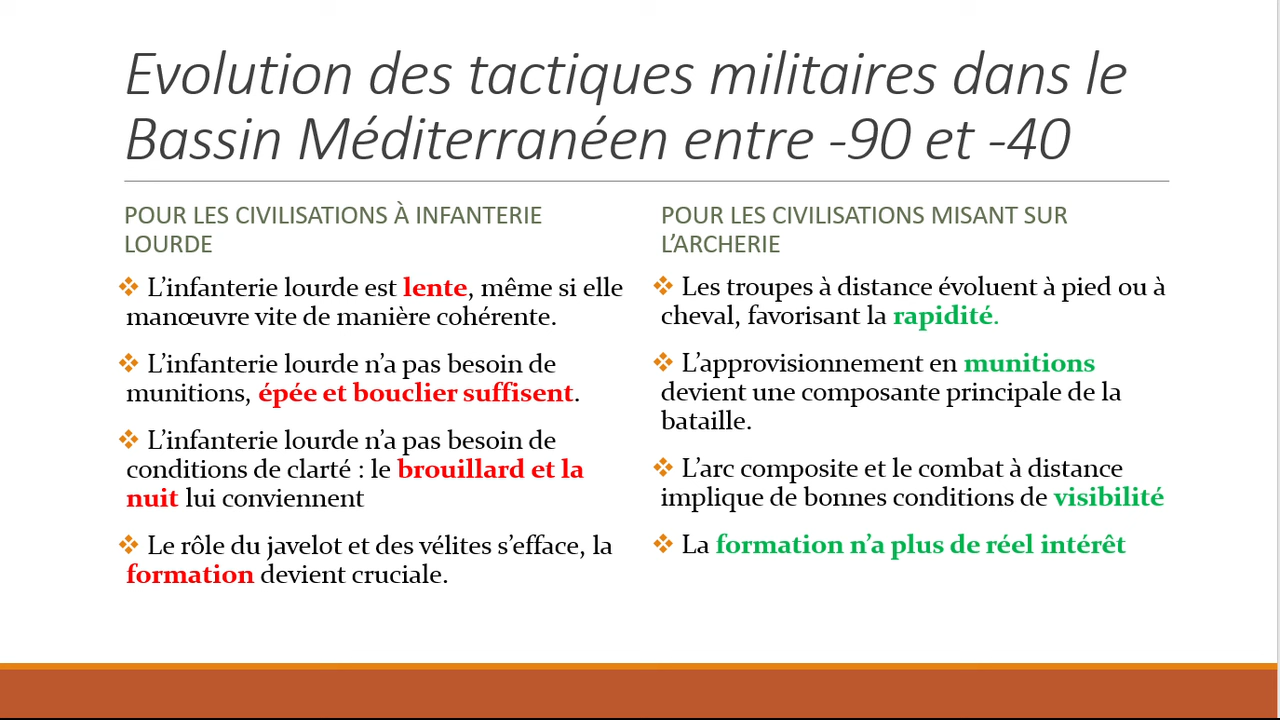 Evolution des tactiques militaires dans le
Bassin Méditerranéen entre -90 et -40
POUR LES CIVILISATIONS À INFANTERIE
LOURDE
L’infanterie lourde est lente, même si elle
manœuvre vite de manière cohérente.
L’infanterie lourde n’a pas besoin de
munitions, épée et bouclier suffisent.
L’infanterie lourde n’a pas besoin de
conditions de clarté : le brouillard et la
nuit lui conviennent
Le rôle du javelot et des vélites s’efface, la
formation devient cruciale.
POUR LES CIVILISATIONS MISANT SUR
L’ARCHERIE
Les troupes à distance évoluent à pied ou à
cheval, favorisant la rapidité.
L’approvisionnement en munitions
devient une composante principale de la
bataille.
L’arc composite et le combat à distance
implique de bonnes conditions de visibilité
La formation n’a plus de réel intérêt